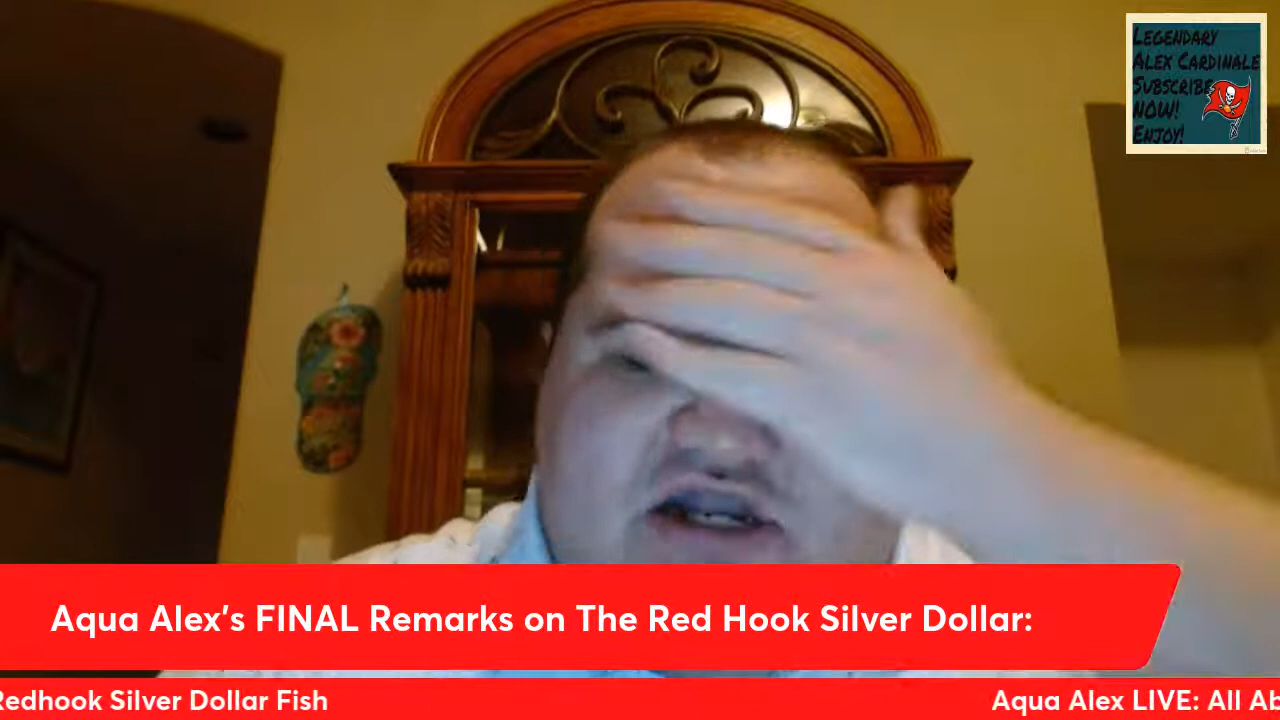 LEGENDARY
ALEX CARDINALE
SUBSCRIBE
NOW!
ENJOY!
Aqua Alex's FINAL Remarks on The Red Hook Silver Dollar:
Redhook Silver Dollar Fish
Aqua Alex LIVE: All Ab